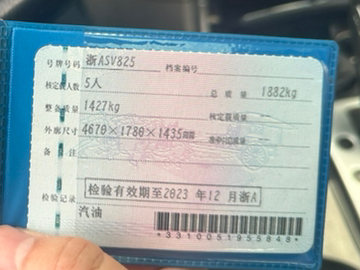 号牌号码 浙ASV825 档案编号
核定载人数 5人 总质量 1882kg
整备质量 1427kg 核定载质量
外廓尺寸 4670×1780×1435mm 准牵引总质量
备注
检验有效期至2023年12月浙A
检验记录
汽油
*3310051955848*